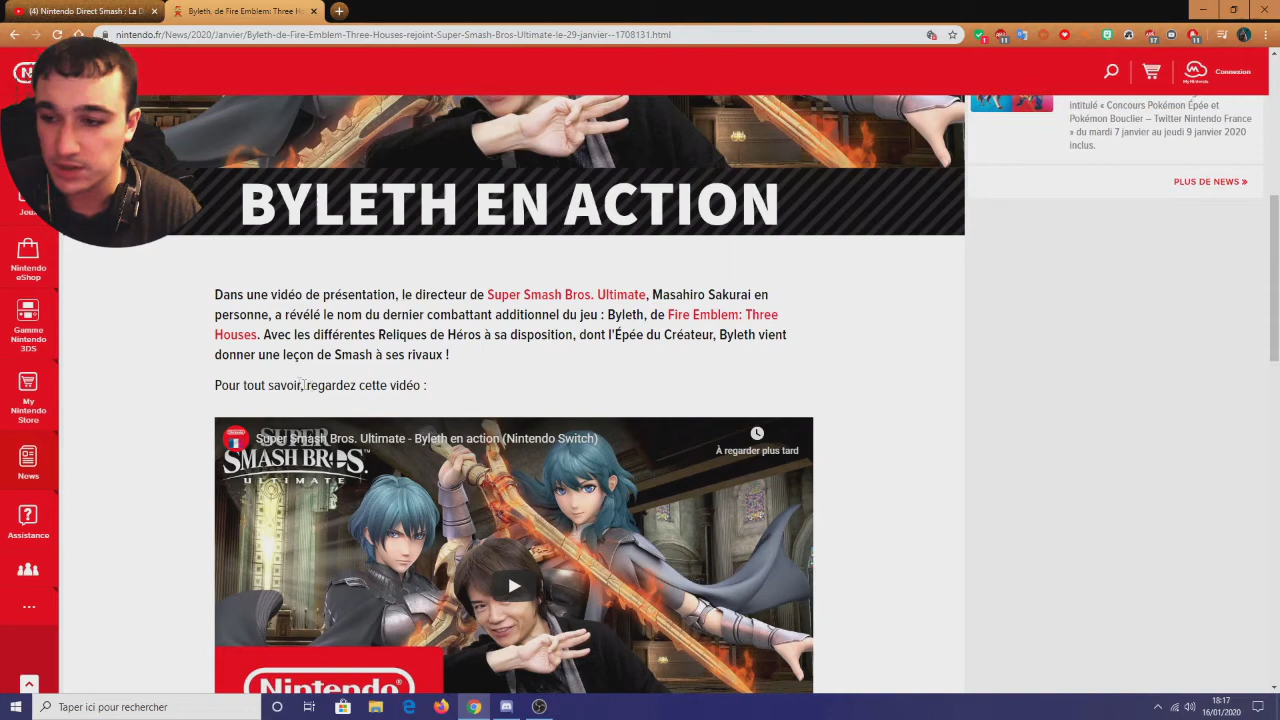 (4) Nintendo Direct Smash : La D
Byleth, de Fire Emblem: Three Ho
nintendo.fr/News/2020/Janvier/Byleth-de-Fire-Emblem-Three-Houses-rejoint-Super-Smash-Bros-Ultimate-le-29-janvier--1708131.html
1
11
17
11
My Nintendo
Connexion
intitulé « Concours Pokémon Épée et
Pokémon Bouclier – Twitter Nintendo France
» du mardi 7 janvier au jeudi 9 janvier 2020
inclus.
PLUS DE NEWS »
BYLETH EN ACTION
Jeux
Nintendo
eShop
Gamme
Nintendo
3DS
My
Nintendo
Store
News
Assistance
...
Dans une vidéo de présentation, le directeur de Super Smash Bros. Ultimate, Masahiro Sakurai en
personne, a révélé le nom du dernier combattant additionnel du jeu : Byleth, de Fire Emblem: Three
Houses. Avec les différentes Reliques de Héros à sa disposition, dont l'Épée du Créateur, Byleth vient
donner une leçon de Smash à ses rivaux !
Pour tout savoir, regardez cette vidéo :
Super Smash Bros. Ultimate - Byleth en action (Nintendo Switch)
À regarder plus tard
SUPER
SMASH BROS.
ULTIMATE
Nintendo
Taper ici pour rechercher
18:17
16/01/2020